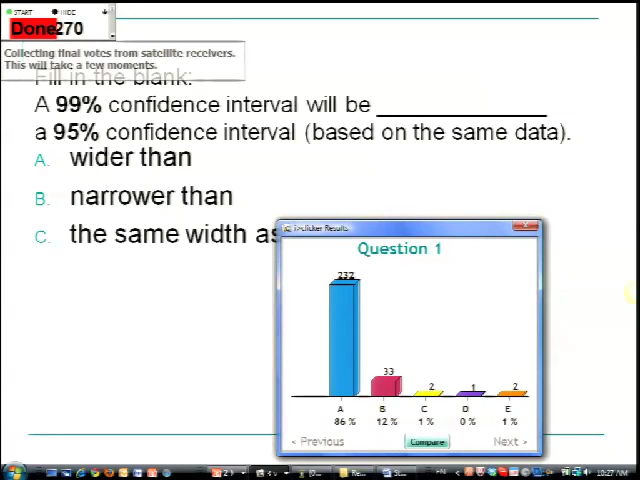 START HIDE
Done270
Collecting final votes from satellite receivers.
This will take a few moments.
Fill in the blank:
A 99% confidence interval will be
a 95% confidence interval (based on the same data).
A. wider than
B. narrower than
C. the same width as
i>clicker Results
Question 1
232
33
2
1
2
A B C D E
86 % 12 % 1 % 0 % 1 %
< Previous Compare Next >
10:27 AM